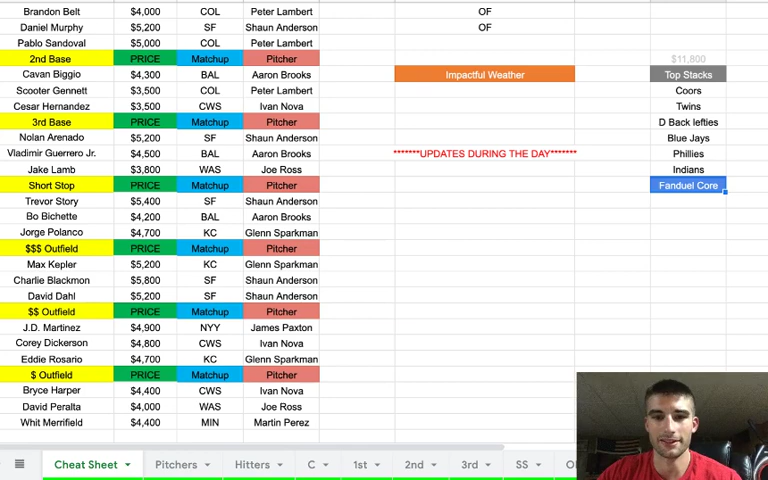 Brandon Belt $4,000 COL Peter Lambert OF
Daniel Murphy $5,200 SF Shaun Anderson OF
Pablo Sandoval $5,000 COL Peter Lambert
2nd Base PRICE Matchup Pitcher $11,800
Cavan Biggio $4,300 BAL Aaron Brooks Impactful Weather Top Stacks
Scooter Gennett $3,500 COL Peter Lambert Coors
Cesar Hernandez $3,500 CWS Ivan Nova Twins
3rd Base PRICE Matchup Pitcher D Back lefties
Nolan Arenado $5,200 SF Shaun Anderson Blue Jays
Vladimir Guerrero Jr. $4,500 BAL Aaron Brooks *******UPDATES DURING THE DAY******* Phillies
Jake Lamb $3,800 WAS Joe Ross Indians
Short Stop PRICE Matchup Pitcher Fanduel Core
Trevor Story $5,400 SF Shaun Anderson
Bo Bichette $4,200 BAL Aaron Brooks
Jorge Polanco $4,700 KC Glenn Sparkman
$$$ Outfield PRICE Matchup Pitcher
Max Kepler $5,200 KC Glenn Sparkman
Charlie Blackmon $5,800 SF Shaun Anderson
David Dahl $5,200 SF Shaun Anderson
$$ Outfield PRICE Matchup Pitcher
J.D. Martinez $4,900 NYY James Paxton
Corey Dickerson $4,800 CWS Ivan Nova
Eddie Rosario $4,700 KC Glenn Sparkman
$ Outfield PRICE Matchup Pitcher
Bryce Harper $4,400 CWS Ivan Nova
David Peralta $4,000 WAS Joe Ross
Whit Merrifield $4,400 MIN Martin Perez
Cheat Sheet Pitchers Hitters C 1st 2nd 3rd SS